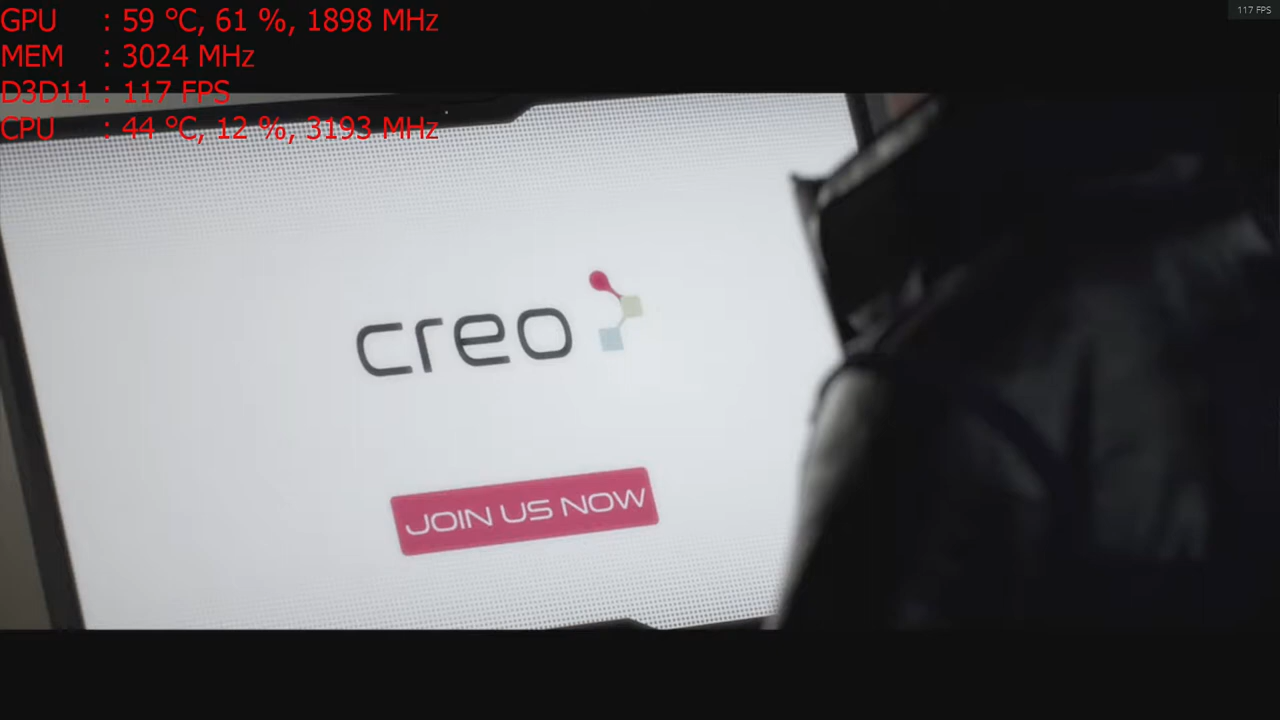 GPU : 59 °C, 61 %, 1898 MHz
MEM : 3024 MHz
D3D11 : 117 FPS
CPU : 44 °C, 12 %, 3193 MHz
117 FPS
creo
JOIN US NOW